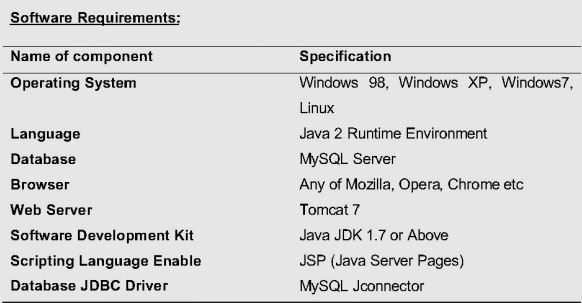 Software Requirements:
Name of component Specification
Operating System Windows 98, Windows XP, Windows7,
Linux
Language Java 2 Runtime Environment
Database MySQL Server
Browser Any of Mozilla, Opera, Chrome etc
Web Server Tomcat 7
Software Development Kit Java JDK 1.7 or Above
Scripting Language Enable JSP (Java Server Pages)
Database JDBC Driver MySQL Jconnector